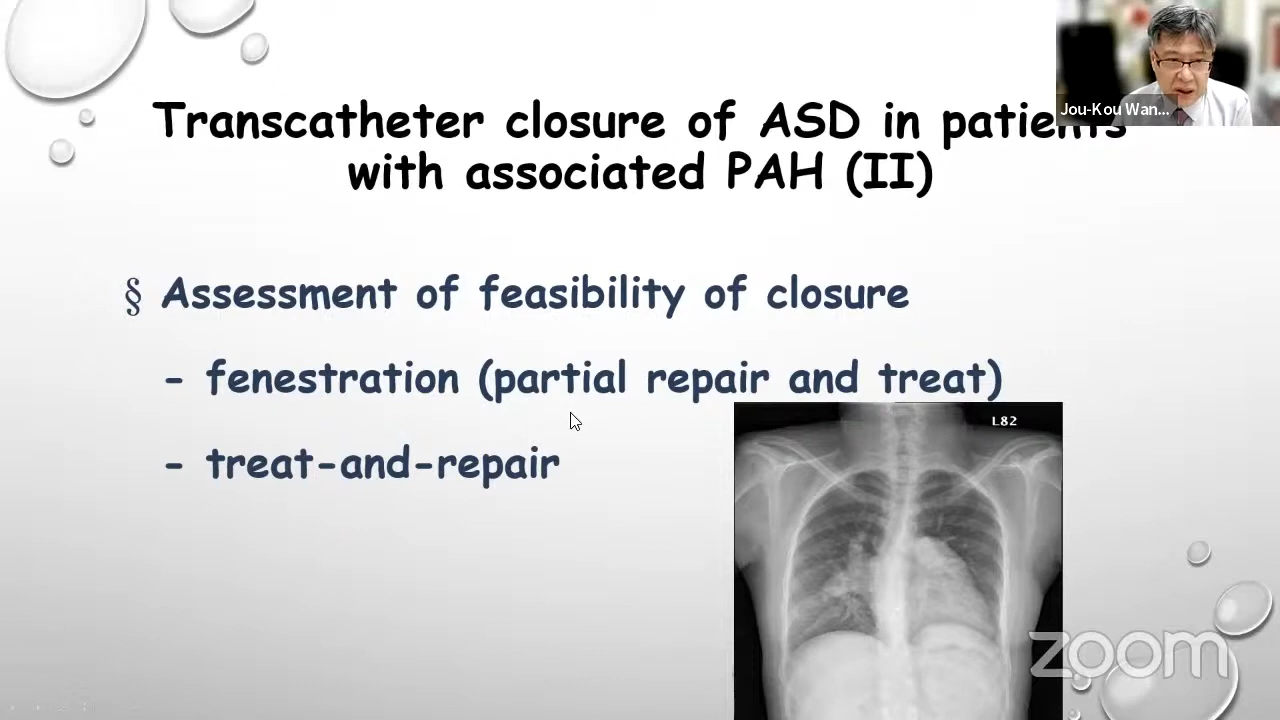 Transcatheter closure of ASD in patients
with associated PAH (II)
Jou-Kou Wan...
§ Assessment of feasibility of closure
- fenestration (partial repair and treat)
- treat-and-repair
L82
zoom